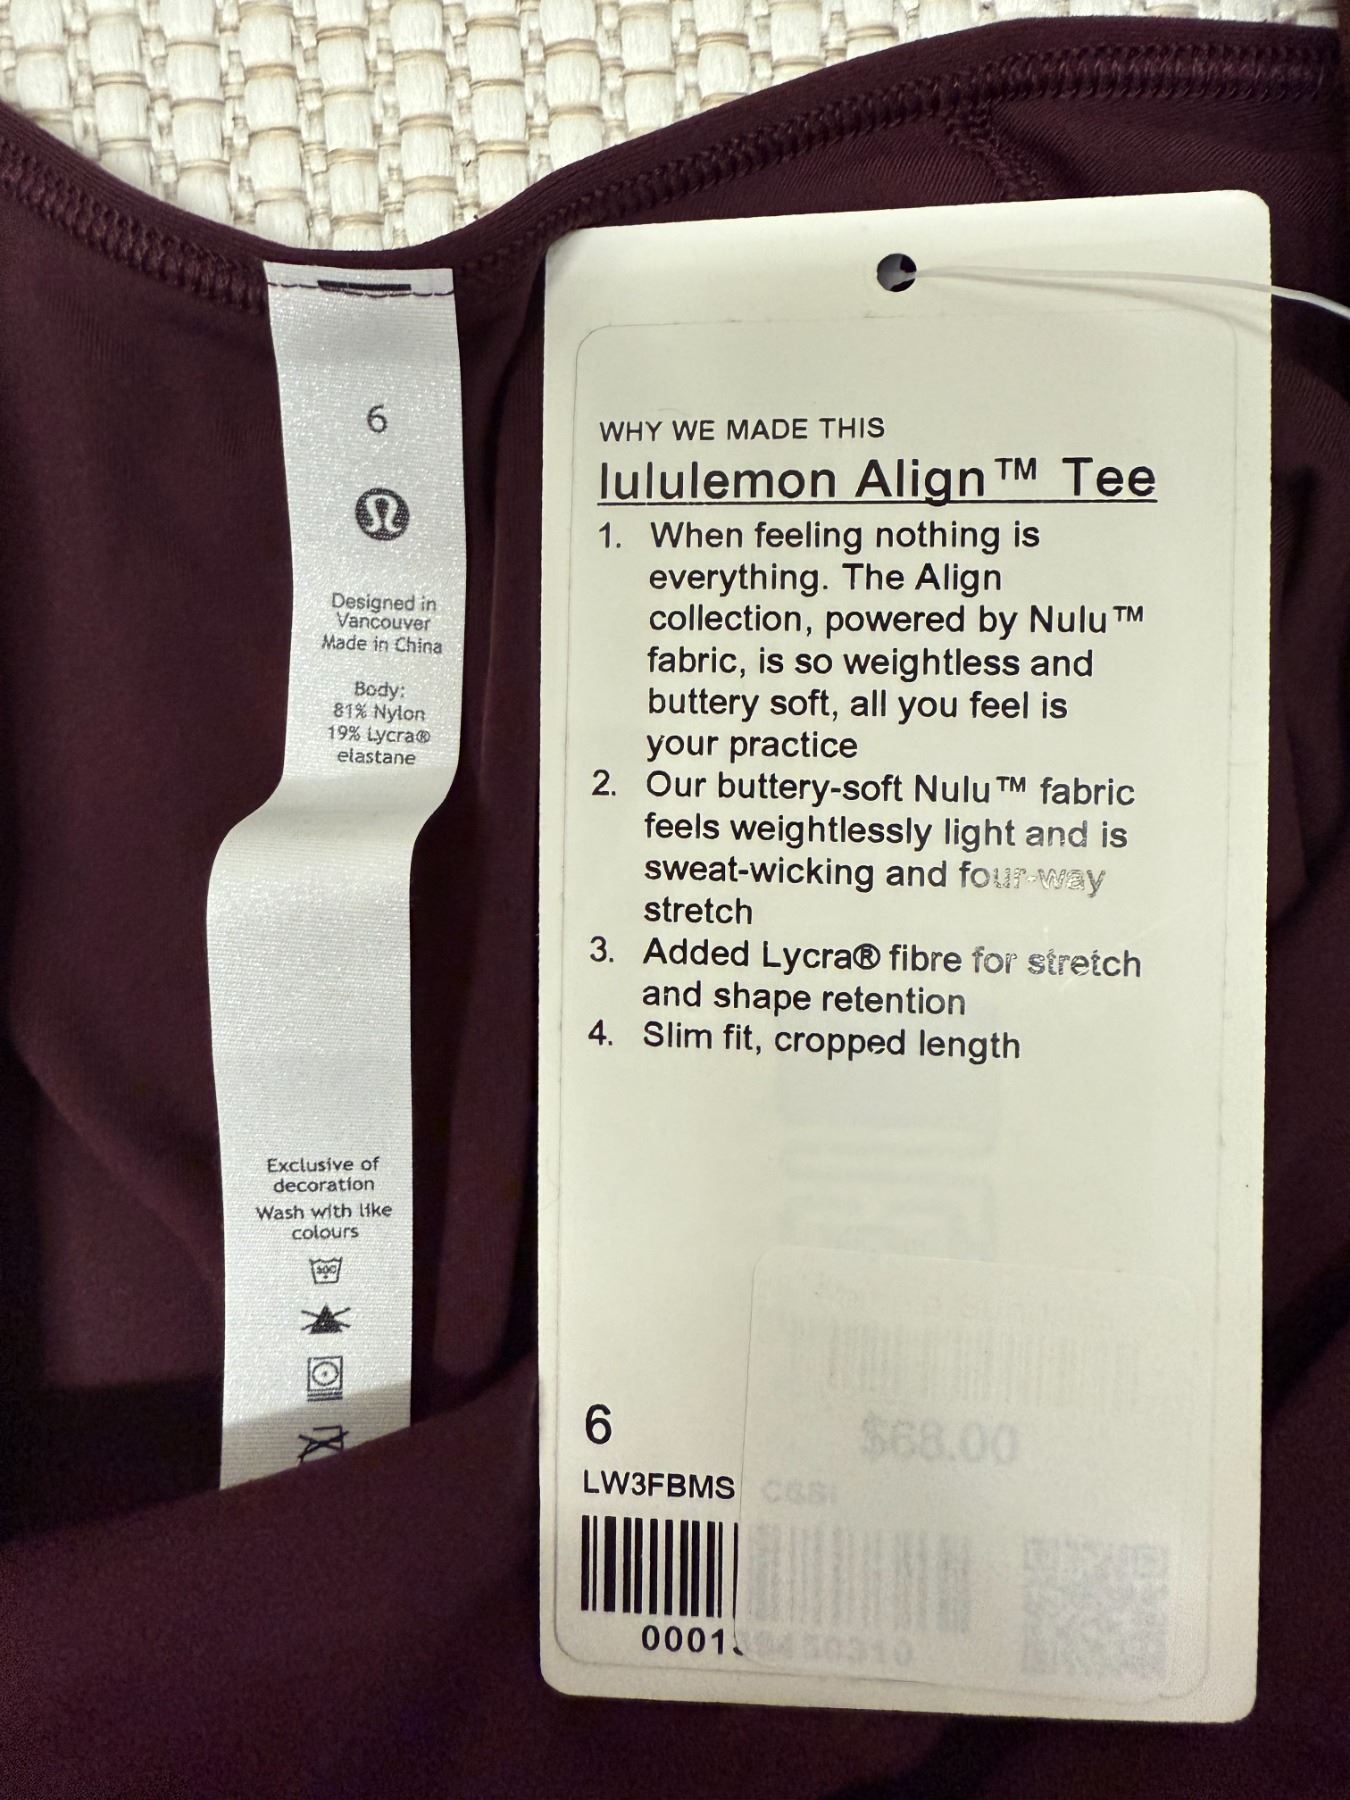 6
Designed in
Vancouver
Made in China
Body:
81% Nylon
19% Lycra®
elastane
Exclusive of
decoration
Wash with like
colours
30C
WHY WE MADE THIS
lululemon Align™ Tee
1. When feeling nothing is
everything. The Align
collection, powered by Nulu™
fabric, is so weightless and
buttery soft, all you feel is
your practice
2. Our buttery-soft Nulu™ fabric
feels weightlessly light and is
sweat-wicking and four-way
stretch
3. Added Lycra® fibre for stretch
and shape retention
4. Slim fit, cropped length
$68.00
6
LW3FBMS